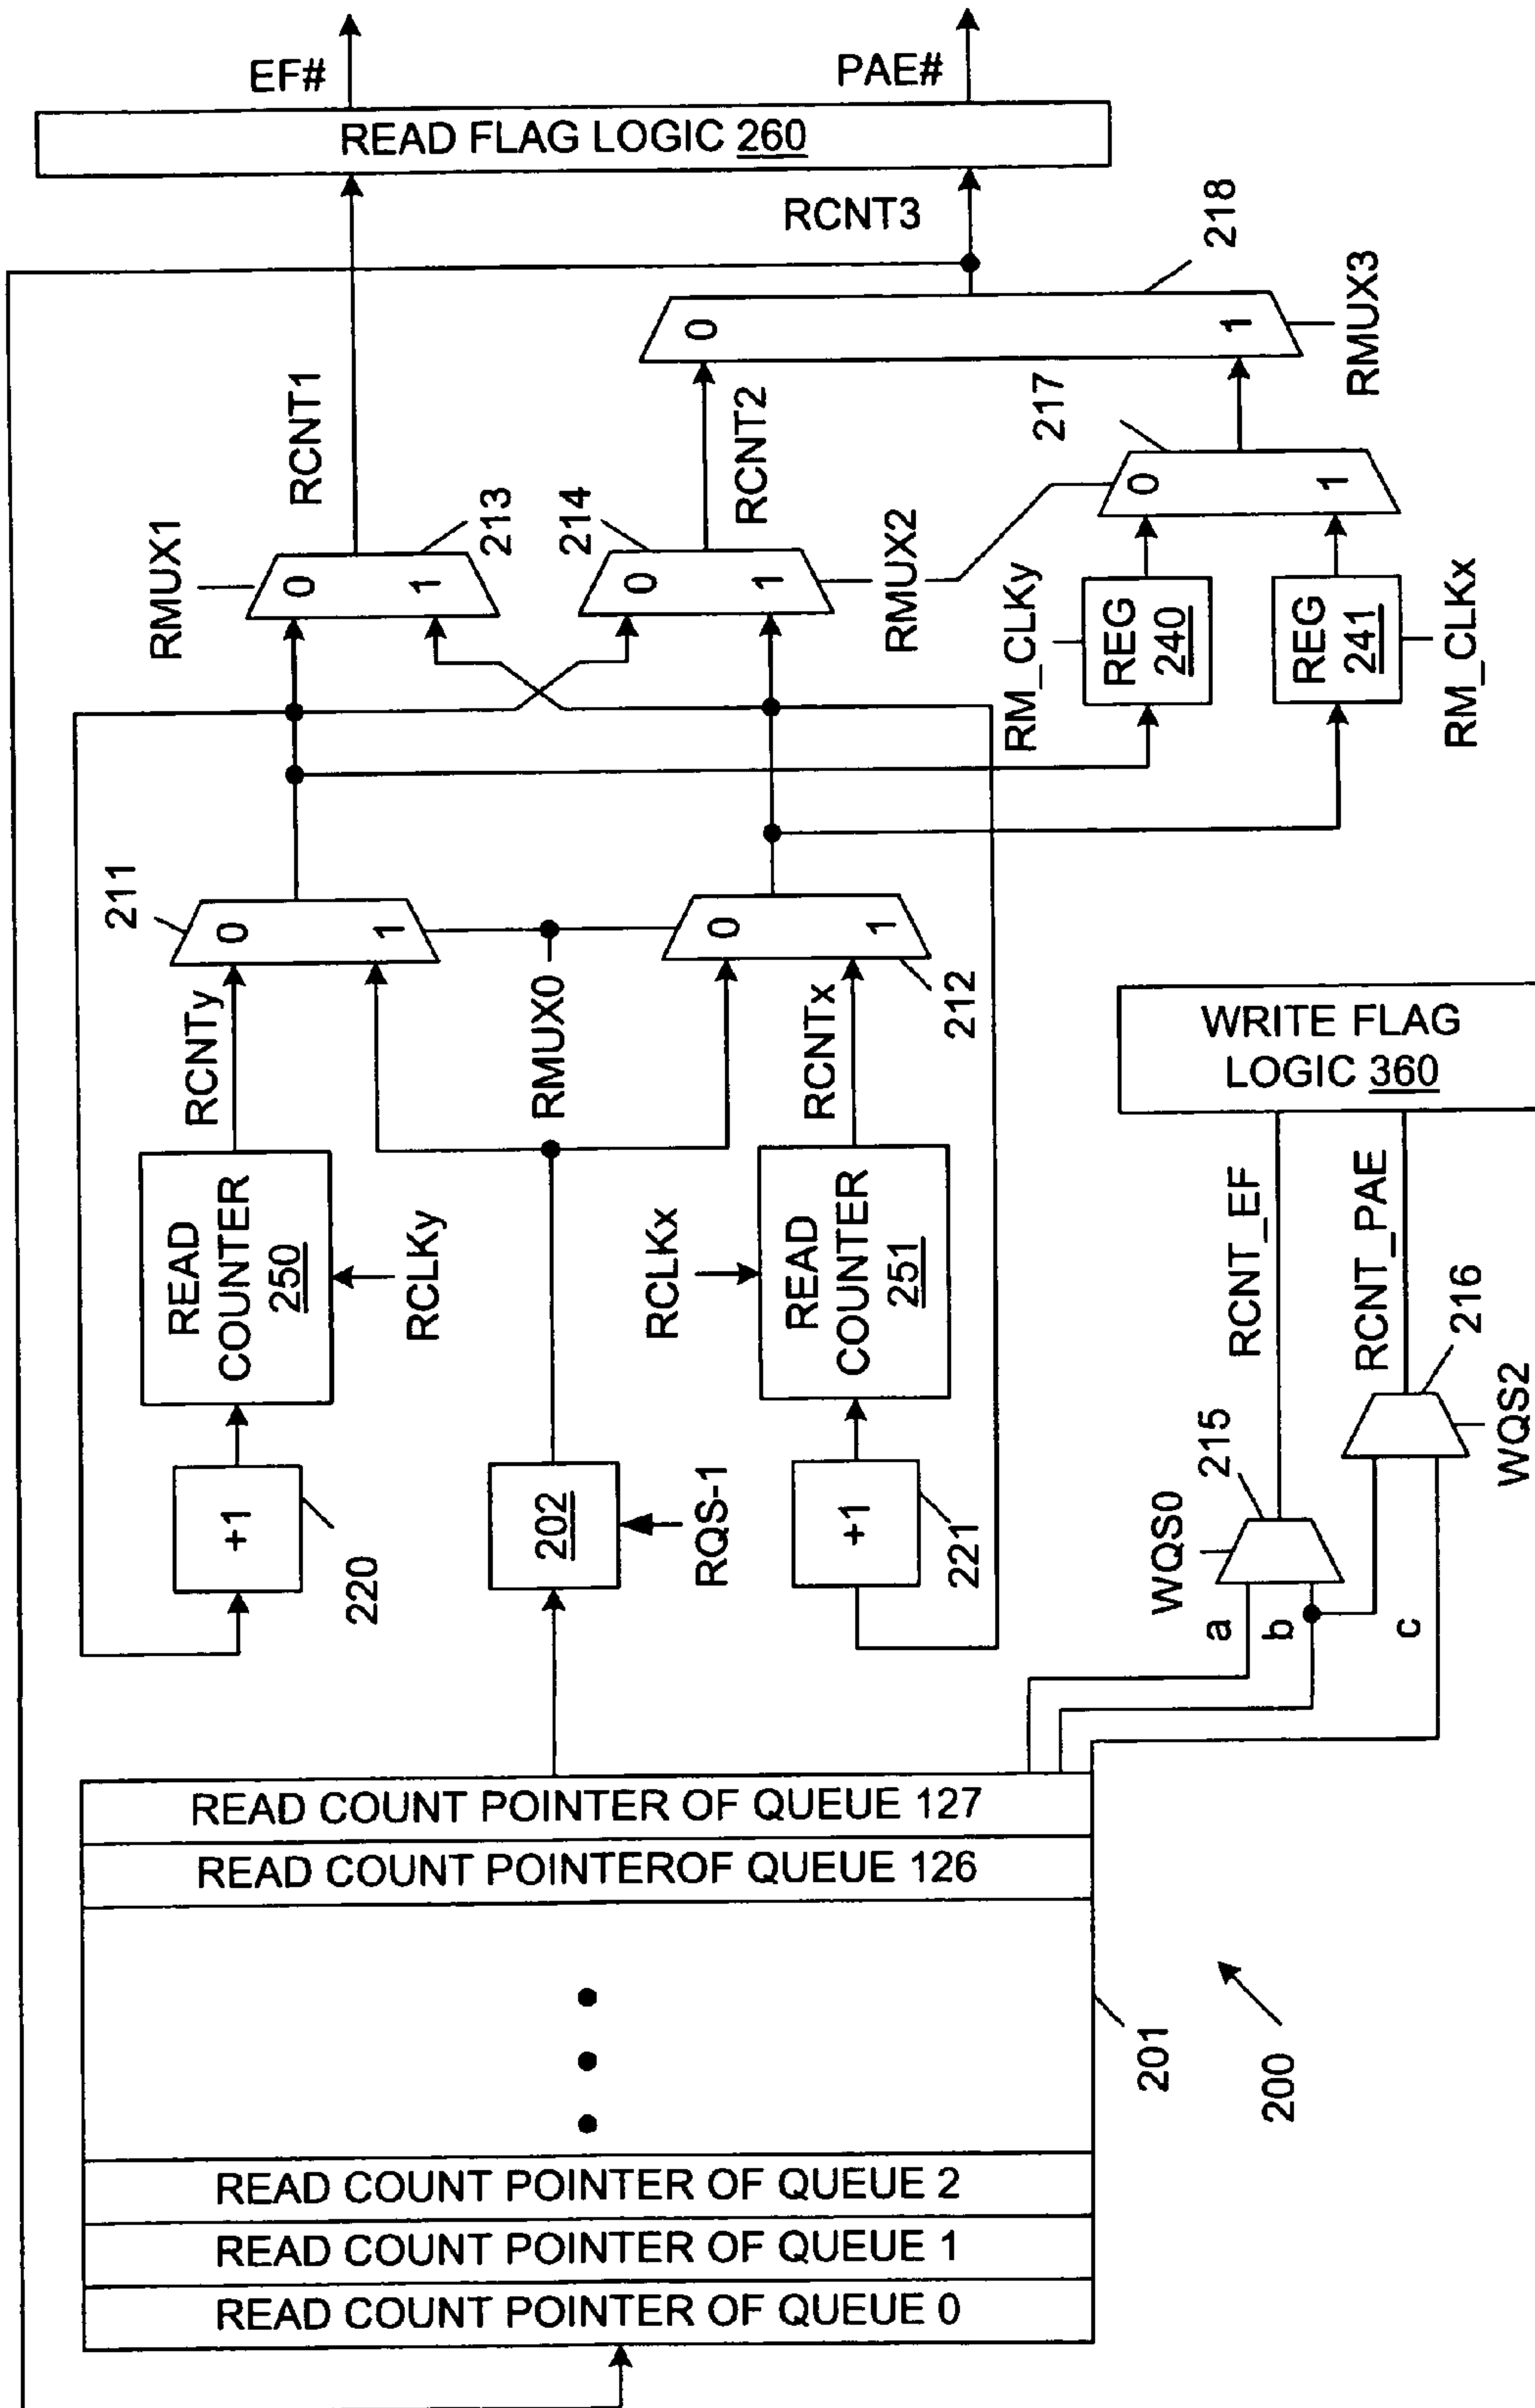 EF#
PAE#
READ FLAG LOGIC 260
RCNT3
218
RCNT1
RCNT2
217
RMUX3
RMUX1
213
214
0
1
0
1
0
1
0
1
RMUX2
RM_CLKy
REG
240
REG
241
RM_CLKx
211
0
1
0
1
212
RCNTy
RMUX0
RCNTx
READ
COUNTER
250
RCLKy
RCLKx
READ
COUNTER
251
WRITE FLAG
LOGIC 360
RCNT_EF
RCNT_PAE
+1
220
202
RQS-1
+1
221
WQS0
215
216
WQS2
a
b
c
READ COUNT POINTER OF QUEUE 127
READ COUNT POINTEROF QUEUE 126
READ COUNT POINTER OF QUEUE 2
READ COUNT POINTER OF QUEUE 1
READ COUNT POINTER OF QUEUE 0
201
200